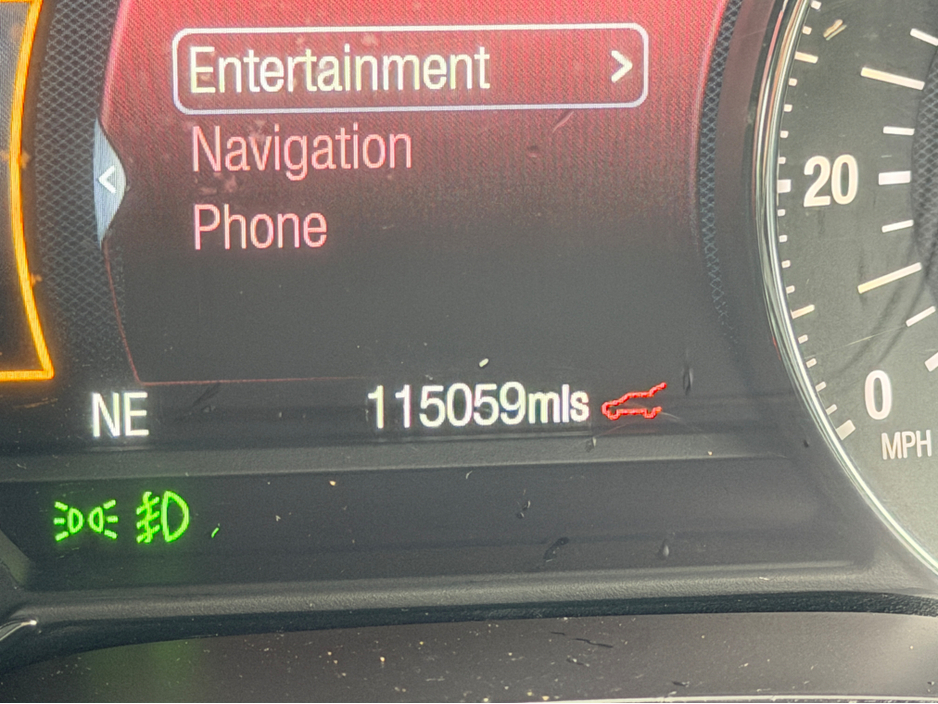 Entertainment >
Navigation
<
Phone
20
NE 115059mls
0
MPH